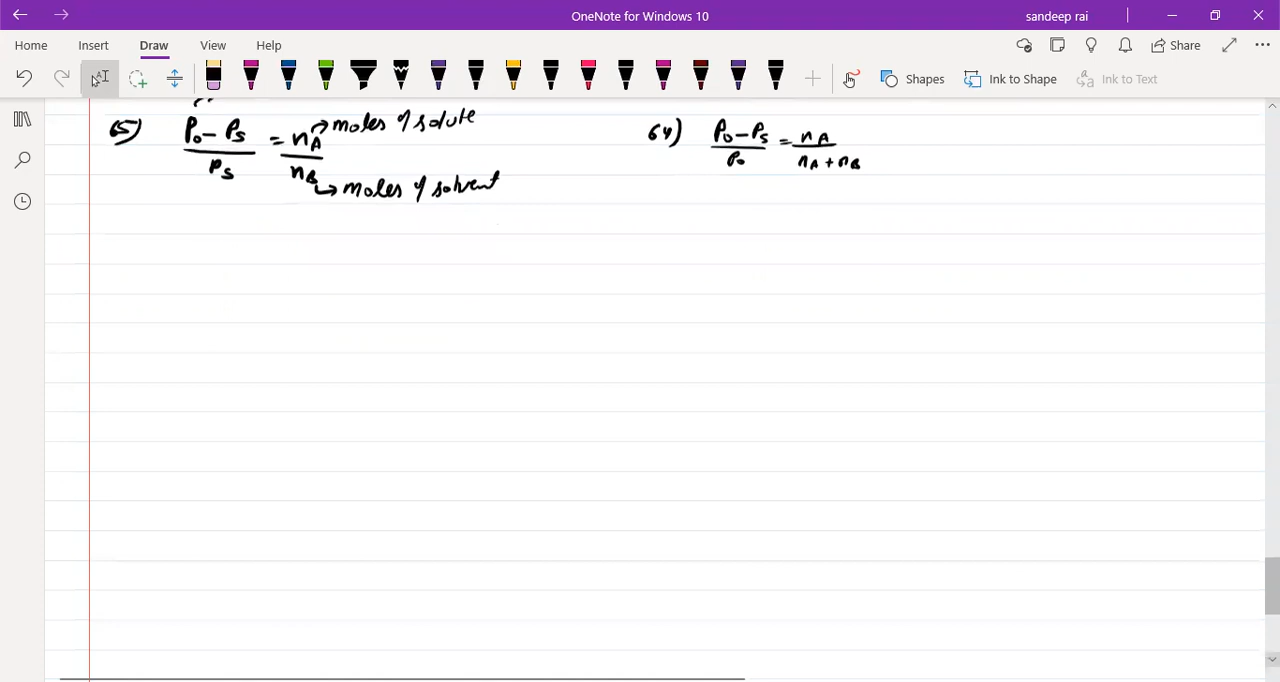 OneNote for Windows 10
sandeep rai
Home Insert Draw View Help
Share
Shapes Ink to Shape Ink to Text
65) P₀ - Pₛ / Pₛ = n_A / n_B
→ moles of solute
→ moles of solvent
64) P₀ - Pₛ / P₀ = n_A / n_A + n_B